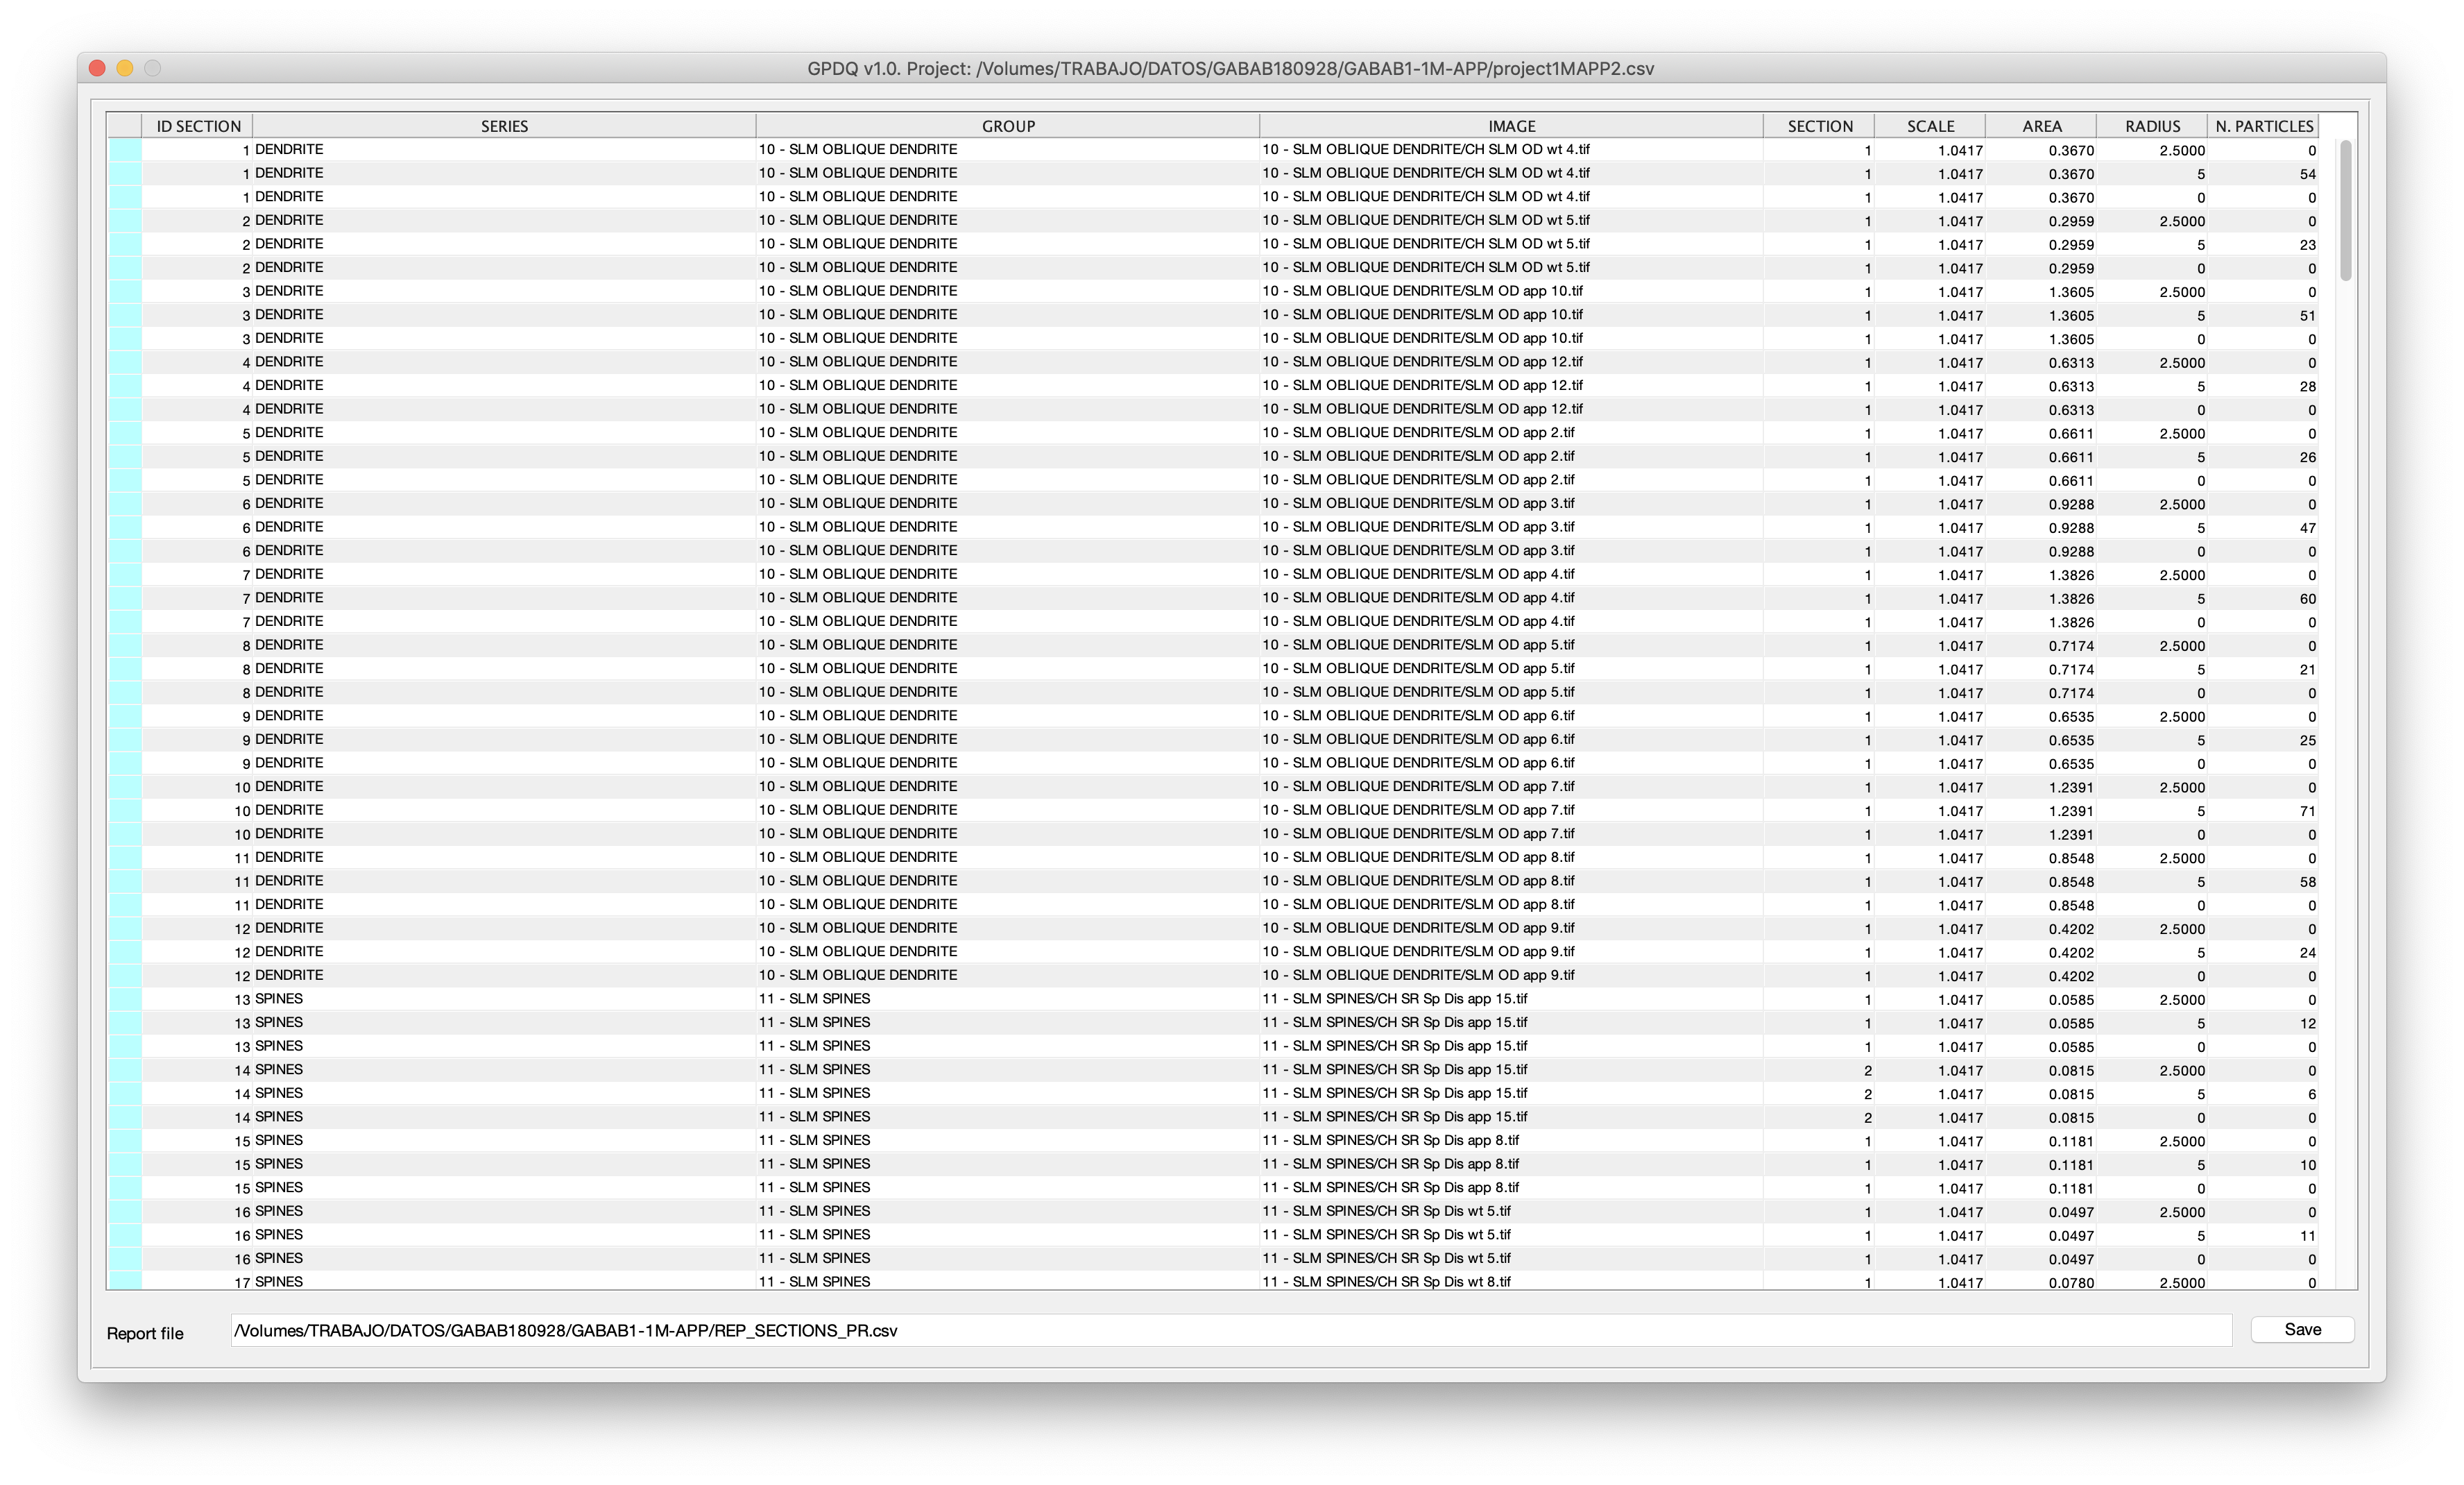 GPDQ v1.0. Project: /Volumes/TRABAJO/DATOS/GABAB180928/GABAB1-1M-APP/project1MAPP2.csv
ID SECTION SERIES GROUP IMAGE SECTION SCALE AREA RADIUS N. PARTICLES
1 DENDRITE 10 - SLM OBLIQUE DENDRITE 10 - SLM OBLIQUE DENDRITE/CH SLM OD wt 4.tif 1 1.0417 0.3670 2.5000 0
1 DENDRITE 10 - SLM OBLIQUE DENDRITE 10 - SLM OBLIQUE DENDRITE/CH SLM OD wt 4.tif 1 1.0417 0.3670 5 54
1 DENDRITE 10 - SLM OBLIQUE DENDRITE 10 - SLM OBLIQUE DENDRITE/CH SLM OD wt 4.tif 1 1.0417 0.3670 0 0
2 DENDRITE 10 - SLM OBLIQUE DENDRITE 10 - SLM OBLIQUE DENDRITE/CH SLM OD wt 5.tif 1 1.0417 0.2959 2.5000 0
2 DENDRITE 10 - SLM OBLIQUE DENDRITE 10 - SLM OBLIQUE DENDRITE/CH SLM OD wt 5.tif 1 1.0417 0.2959 5 23
2 DENDRITE 10 - SLM OBLIQUE DENDRITE 10 - SLM OBLIQUE DENDRITE/CH SLM OD wt 5.tif 1 1.0417 0.2959 0 0
3 DENDRITE 10 - SLM OBLIQUE DENDRITE 10 - SLM OBLIQUE DENDRITE/SLM OD app 10.tif 1 1.0417 1.3605 2.5000 0
3 DENDRITE 10 - SLM OBLIQUE DENDRITE 10 - SLM OBLIQUE DENDRITE/SLM OD app 10.tif 1 1.0417 1.3605 5 51
3 DENDRITE 10 - SLM OBLIQUE DENDRITE 10 - SLM OBLIQUE DENDRITE/SLM OD app 10.tif 1 1.0417 1.3605 0 0
4 DENDRITE 10 - SLM OBLIQUE DENDRITE 10 - SLM OBLIQUE DENDRITE/SLM OD app 12.tif 1 1.0417 0.6313 2.5000 0
4 DENDRITE 10 - SLM OBLIQUE DENDRITE 10 - SLM OBLIQUE DENDRITE/SLM OD app 12.tif 1 1.0417 0.6313 5 28
4 DENDRITE 10 - SLM OBLIQUE DENDRITE 10 - SLM OBLIQUE DENDRITE/SLM OD app 12.tif 1 1.0417 0.6313 0 0
5 DENDRITE 10 - SLM OBLIQUE DENDRITE 10 - SLM OBLIQUE DENDRITE/SLM OD app 2.tif 1 1.0417 0.6611 2.5000 0
5 DENDRITE 10 - SLM OBLIQUE DENDRITE 10 - SLM OBLIQUE DENDRITE/SLM OD app 2.tif 1 1.0417 0.6611 5 26
5 DENDRITE 10 - SLM OBLIQUE DENDRITE 10 - SLM OBLIQUE DENDRITE/SLM OD app 2.tif 1 1.0417 0.6611 0 0
6 DENDRITE 10 - SLM OBLIQUE DENDRITE 10 - SLM OBLIQUE DENDRITE/SLM OD app 3.tif 1 1.0417 0.9288 2.5000 0
6 DENDRITE 10 - SLM OBLIQUE DENDRITE 10 - SLM OBLIQUE DENDRITE/SLM OD app 3.tif 1 1.0417 0.9288 5 47
6 DENDRITE 10 - SLM OBLIQUE DENDRITE 10 - SLM OBLIQUE DENDRITE/SLM OD app 3.tif 1 1.0417 0.9288 0 0
7 DENDRITE 10 - SLM OBLIQUE DENDRITE 10 - SLM OBLIQUE DENDRITE/SLM OD app 4.tif 1 1.0417 1.3826 2.5000 0
7 DENDRITE 10 - SLM OBLIQUE DENDRITE 10 - SLM OBLIQUE DENDRITE/SLM OD app 4.tif 1 1.0417 1.3826 5 60
7 DENDRITE 10 - SLM OBLIQUE DENDRITE 10 - SLM OBLIQUE DENDRITE/SLM OD app 4.tif 1 1.0417 1.3826 0 0
8 DENDRITE 10 - SLM OBLIQUE DENDRITE 10 - SLM OBLIQUE DENDRITE/SLM OD app 5.tif 1 1.0417 0.7174 2.5000 0
8 DENDRITE 10 - SLM OBLIQUE DENDRITE 10 - SLM OBLIQUE DENDRITE/SLM OD app 5.tif 1 1.0417 0.7174 5 21
8 DENDRITE 10 - SLM OBLIQUE DENDRITE 10 - SLM OBLIQUE DENDRITE/SLM OD app 5.tif 1 1.0417 0.7174 0 0
9 DENDRITE 10 - SLM OBLIQUE DENDRITE 10 - SLM OBLIQUE DENDRITE/SLM OD app 6.tif 1 1.0417 0.6535 2.5000 0
9 DENDRITE 10 - SLM OBLIQUE DENDRITE 10 - SLM OBLIQUE DENDRITE/SLM OD app 6.tif 1 1.0417 0.6535 5 25
9 DENDRITE 10 - SLM OBLIQUE DENDRITE 10 - SLM OBLIQUE DENDRITE/SLM OD app 6.tif 1 1.0417 0.6535 0 0
10 DENDRITE 10 - SLM OBLIQUE DENDRITE 10 - SLM OBLIQUE DENDRITE/SLM OD app 7.tif 1 1.0417 1.2391 2.5000 0
10 DENDRITE 10 - SLM OBLIQUE DENDRITE 10 - SLM OBLIQUE DENDRITE/SLM OD app 7.tif 1 1.0417 1.2391 5 71
10 DENDRITE 10 - SLM OBLIQUE DENDRITE 10 - SLM OBLIQUE DENDRITE/SLM OD app 7.tif 1 1.0417 1.2391 0 0
11 DENDRITE 10 - SLM OBLIQUE DENDRITE 10 - SLM OBLIQUE DENDRITE/SLM OD app 8.tif 1 1.0417 0.8548 2.5000 0
11 DENDRITE 10 - SLM OBLIQUE DENDRITE 10 - SLM OBLIQUE DENDRITE/SLM OD app 8.tif 1 1.0417 0.8548 5 58
11 DENDRITE 10 - SLM OBLIQUE DENDRITE 10 - SLM OBLIQUE DENDRITE/SLM OD app 8.tif 1 1.0417 0.8548 0 0
12 DENDRITE 10 - SLM OBLIQUE DENDRITE 10 - SLM OBLIQUE DENDRITE/SLM OD app 9.tif 1 1.0417 0.4202 2.5000 0
12 DENDRITE 10 - SLM OBLIQUE DENDRITE 10 - SLM OBLIQUE DENDRITE/SLM OD app 9.tif 1 1.0417 0.4202 5 24
12 DENDRITE 10 - SLM OBLIQUE DENDRITE 10 - SLM OBLIQUE DENDRITE/SLM OD app 9.tif 1 1.0417 0.4202 0 0
13 SPINES 11 - SLM SPINES 11 - SLM SPINES/CH SR Sp Dis app 15.tif 1 1.0417 0.0585 2.5000 0
13 SPINES 11 - SLM SPINES 11 - SLM SPINES/CH SR Sp Dis app 15.tif 1 1.0417 0.0585 5 12
13 SPINES 11 - SLM SPINES 11 - SLM SPINES/CH SR Sp Dis app 15.tif 1 1.0417 0.0585 0 0
14 SPINES 11 - SLM SPINES 11 - SLM SPINES/CH SR Sp Dis app 15.tif 2 1.0417 0.0815 2.5000 0
14 SPINES 11 - SLM SPINES 11 - SLM SPINES/CH SR Sp Dis app 15.tif 2 1.0417 0.0815 5 6
14 SPINES 11 - SLM SPINES 11 - SLM SPINES/CH SR Sp Dis app 15.tif 2 1.0417 0.0815 0 0
15 SPINES 11 - SLM SPINES 11 - SLM SPINES/CH SR Sp Dis app 8.tif 1 1.0417 0.1181 2.5000 0
15 SPINES 11 - SLM SPINES 11 - SLM SPINES/CH SR Sp Dis app 8.tif 1 1.0417 0.1181 5 10
15 SPINES 11 - SLM SPINES 11 - SLM SPINES/CH SR Sp Dis app 8.tif 1 1.0417 0.1181 0 0
16 SPINES 11 - SLM SPINES 11 - SLM SPINES/CH SR Sp Dis wt 5.tif 1 1.0417 0.0497 2.5000 0
16 SPINES 11 - SLM SPINES 11 - SLM SPINES/CH SR Sp Dis wt 5.tif 1 1.0417 0.0497 5 11
16 SPINES 11 - SLM SPINES 11 - SLM SPINES/CH SR Sp Dis wt 5.tif 1 1.0417 0.0497 0 0
17 SPINES 11 - SLM SPINES 11 - SLM SPINES/CH SR Sp Dis wt 8.tif 1 1.0417 0.0780 2.5000 0
Report file /Volumes/TRABAJO/DATOS/GABAB180928/GABAB1-1M-APP/REP_SECTIONS_PR.csv Save